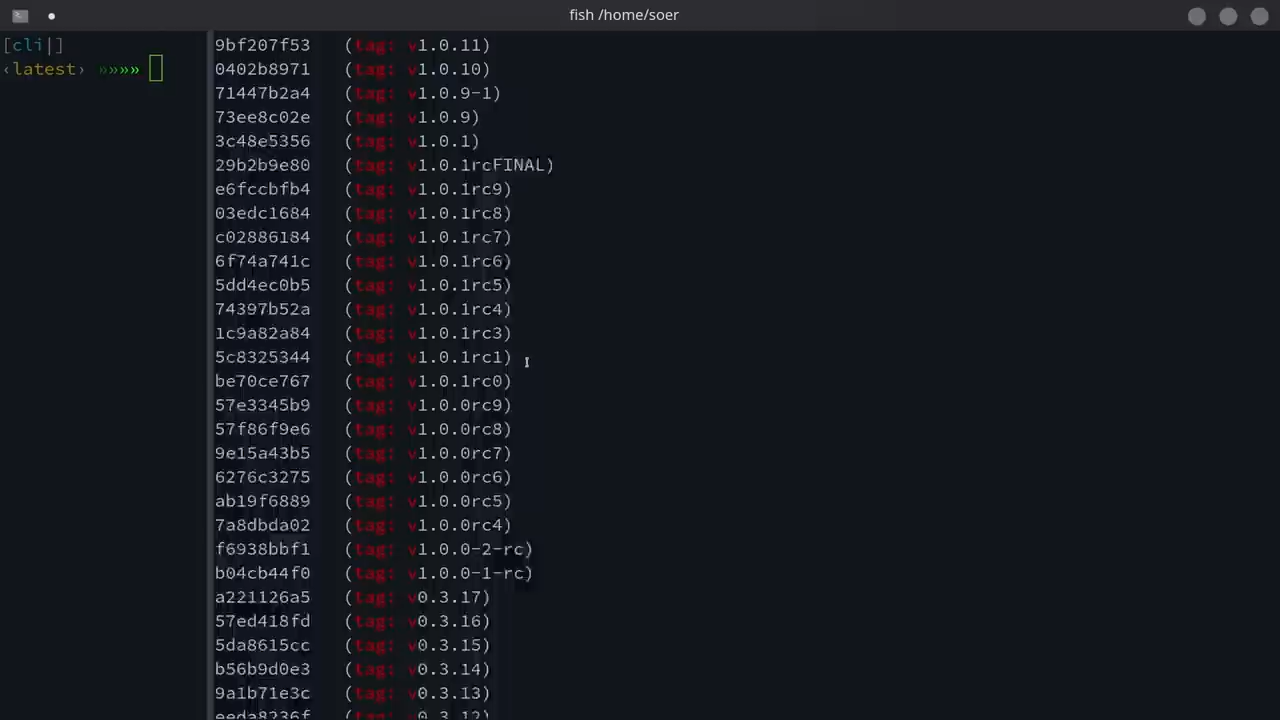 fish /home/soer
[cli|]
‹latest› »»»»
9bf207f53 (tag: v1.0.11)
0402b8971 (tag: v1.0.10)
71447b2a4 (tag: v1.0.9-1)
73ee8c02e (tag: v1.0.9)
3c48e5356 (tag: v1.0.1)
29b2b9e80 (tag: v1.0.1rcFINAL)
e6fccbfb4 (tag: v1.0.1rc9)
03edc1684 (tag: v1.0.1rc8)
c02886184 (tag: v1.0.1rc7)
6f74a741c (tag: v1.0.1rc6)
5dd4ec0b5 (tag: v1.0.1rc5)
74397b52a (tag: v1.0.1rc4)
1c9a82a84 (tag: v1.0.1rc3)
5c8325344 (tag: v1.0.1rc1)
be70ce767 (tag: v1.0.1rc0)
57e3345b9 (tag: v1.0.0rc9)
57f86f9e6 (tag: v1.0.0rc8)
9e15a43b5 (tag: v1.0.0rc7)
6276c3275 (tag: v1.0.0rc6)
ab19f6889 (tag: v1.0.0rc5)
7a8dbda02 (tag: v1.0.0rc4)
f6938bbf1 (tag: v1.0.0-2-rc)
b04cb44f0 (tag: v1.0.0-1-rc)
a221126a5 (tag: v0.3.17)
57ed418fd (tag: v0.3.16)
5da8615cc (tag: v0.3.15)
b56b9d0e3 (tag: v0.3.14)
9a1b71e3c (tag: v0.3.13)
eeda8236f (tag: v0.3.12)